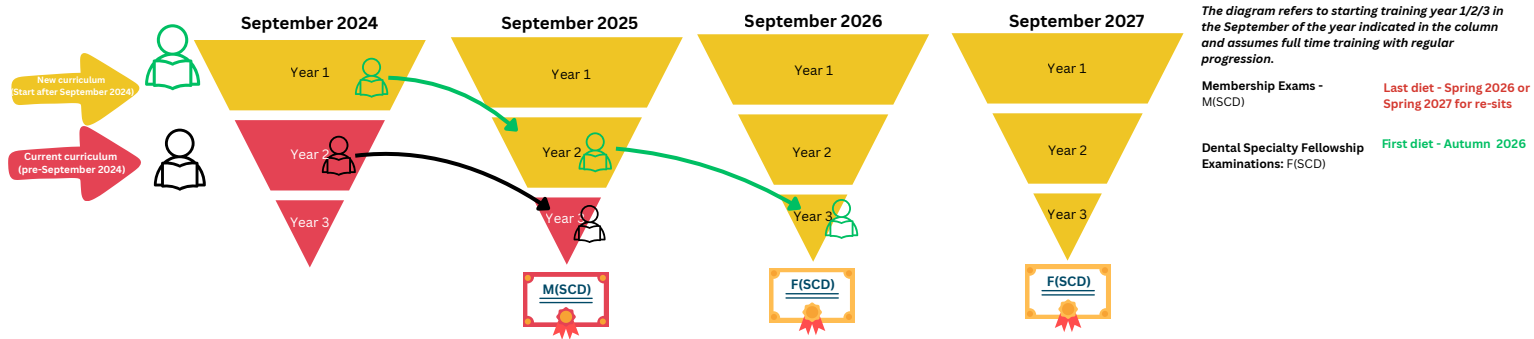 September 2024
September 2025
September 2026
September 2027
New curriculum
(Start after September 2024)
Current curriculum
(pre-September 2024)
Year 1
Year 2
Year 3
Year 1
Year 2
Year 3
M(SCD)
Year 1
Year 2
Year 3
F(SCD)
Year 1
Year 2
Year 3
F(SCD)
The diagram refers to starting training year 1/2/3 in
the September of the year indicated in the column
and assumes full time training with regular
progression.
Membership Exams -
M(SCD)
Last diet - Spring 2026 or
Spring 2027 for re-sits
Dental Specialty Fellowship
Examinations: F(SCD)
First diet - Autumn 2026